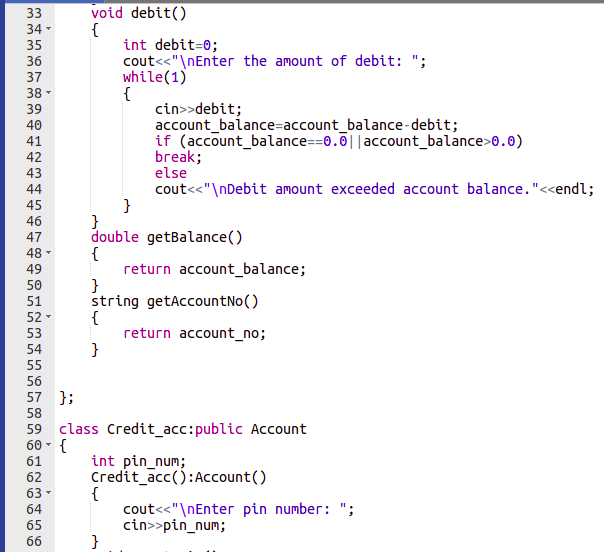 33 void debit()
34 {
35 int debit=0;
36 cout<<"\nEnter the amount of debit: ";
37 while(1)
38 {
39 cin>>debit;
40 account_balance=account_balance-debit;
41 if (account_balance==0.0||account_balance>0.0)
42 break;
43 else
44 cout<<"\nDebit amount exceeded account balance."<<endl;
45 }
46 }
47 double getBalance()
48 {
49 return account_balance;
50 }
51 string getAccountNo()
52 {
53 return account_no;
54 }
55
56
57 };
58
59 class Credit_acc:public Account
60 {
61 int pin_num;
62 Credit_acc():Account()
63 {
64 cout<<"\nEnter pin number: ";
65 cin>>pin_num;
66 }